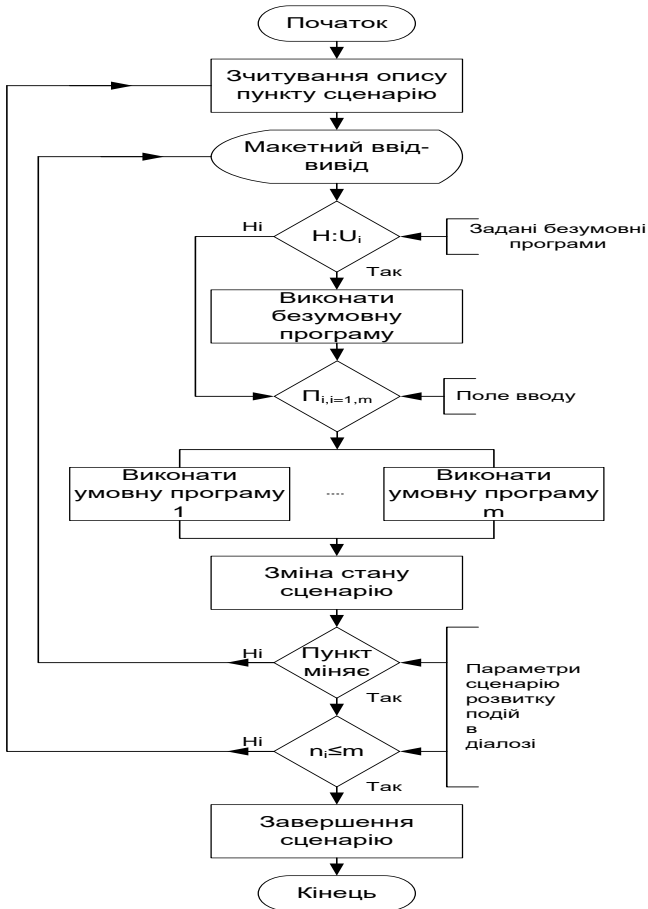 Початок
Зчитування опису
пункту сценарію
Макетний ввід-
вивід
Ні
H:Ui
Задані безумовні
програми
Так
Виконати
безумовну
програму
Пi,i=1,m
Поле вводу
Виконати
умовну програму
1
....
Виконати
умовну програму
m
Зміна стану
сценарію
Ні
Пункт
міняє
Так
Параметри
сценарію
розвитку
подій
в
діалозі
Ні
ni≤m
Так
Завершення
сценарію
Кінець